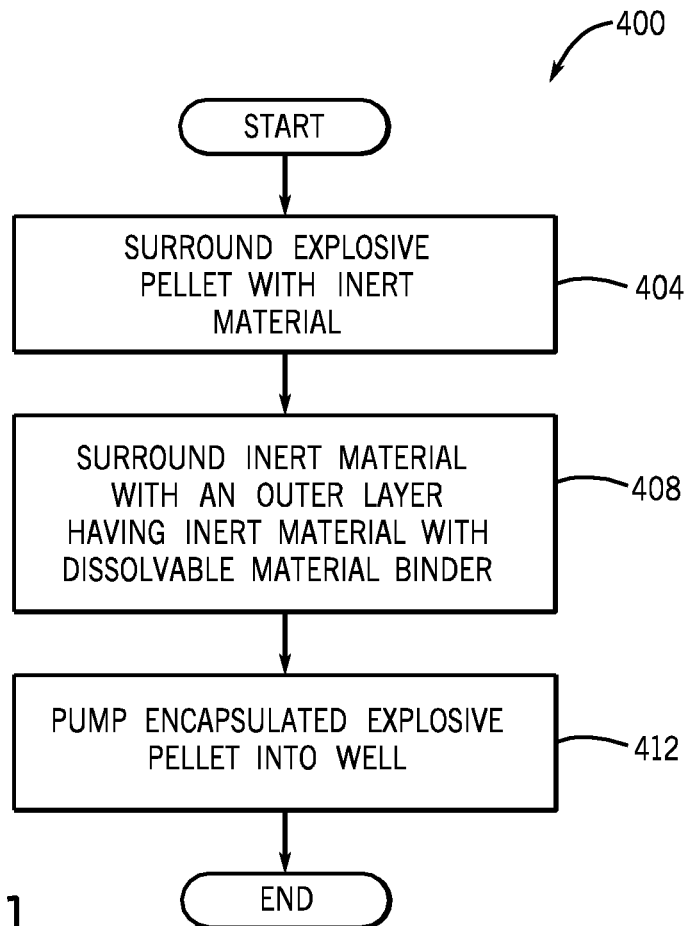 400
START
SURROUND EXPLOSIVE
PELLET WITH INERT
MATERIAL
404
SURROUND INERT MATERIAL
WITH AN OUTER LAYER
HAVING INERT MATERIAL WITH
DISSOLVABLE MATERIAL BINDER
408
PUMP ENCAPSULATED EXPLOSIVE
PELLET INTO WELL
412
END
1